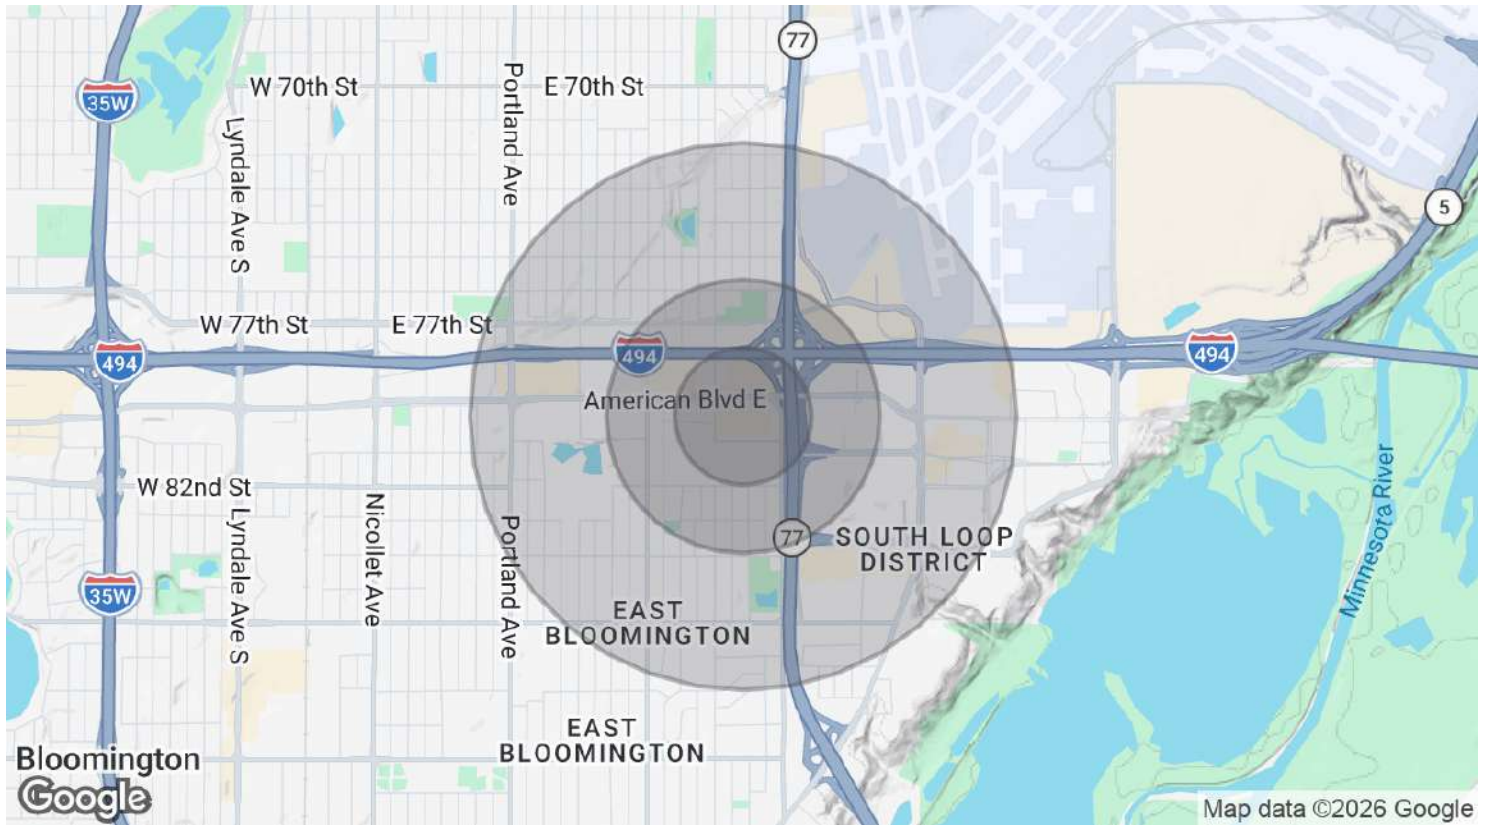 77
35W
W 70th St
E 70th St
Lyndale Ave S
Portland Ave
5
W 77th St
E 77th St
494
494
494
American Blvd E
W 82nd St
Lyndale Ave S
Nicollet Ave
Portland Ave
77
SOUTH LOOP
DISTRICT
Minnesota River
35W
EAST
BLOOMINGTON
EAST
BLOOMINGTON
Bloomington
Google
Map data ©2026 Google